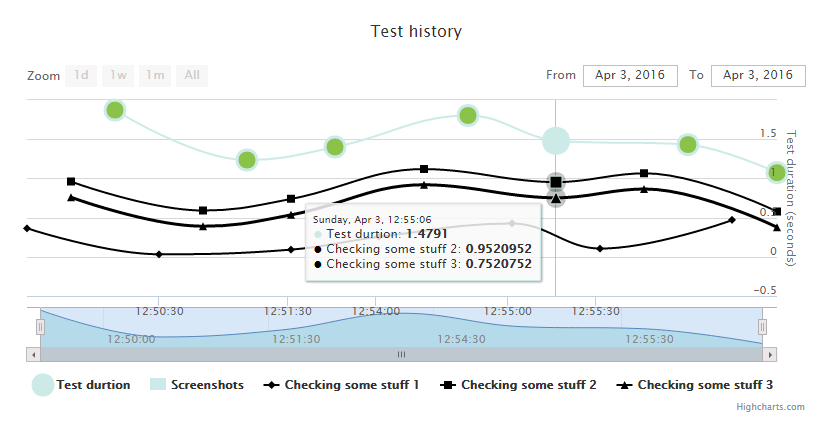 Test history
Zoom 1d 1w 1m All From Apr 3, 2016 To Apr 3, 2016
1.5
1
0.5
0
−0.5
Test duration (seconds)
Sunday, Apr 3, 12:55:06
● Test durtion: 1.4791
● Checking some stuff 2: 0.9520952
● Checking some stuff 3: 0.7520752
12:50:30 12:51:30 12:54:00 12:55:00 12:55:30
12:50:00 12:51:30 12:54:30 12:55:30
Test durtion Screenshots Checking some stuff 1 Checking some stuff 2 Checking some stuff 3
Highcharts.com